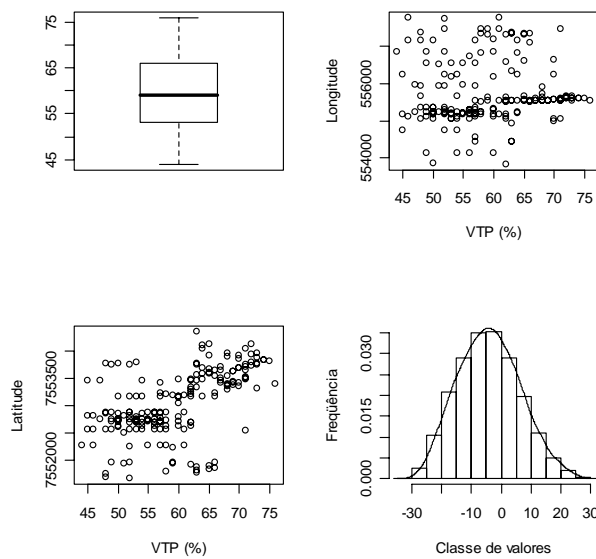 75
65
55
45
556000
554000
Longitude
45 50 55 60 65 70 75
VTP (%)
7553500
7552000
Latitude
45 50 55 60 65 70 75
VTP (%)
0.030
0.015
0.000
Freqüência
-30 -10 0 10 20 30
Classe de valores